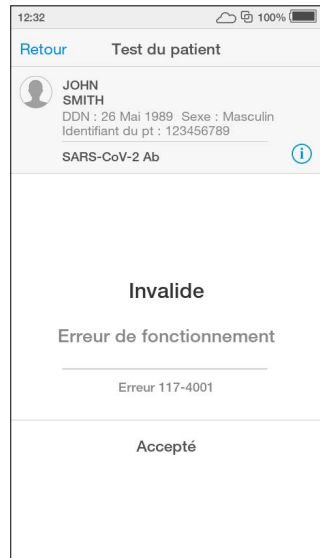 12:32 100%
Retour Test du patient
JOHN
SMITH
DDN : 26 Mai 1989 Sexe : Masculin
Identifiant du pt : 123456789
SARS-CoV-2 Ab
i
Invalide
Erreur de fonctionnement
Erreur 117-4001
Accepté